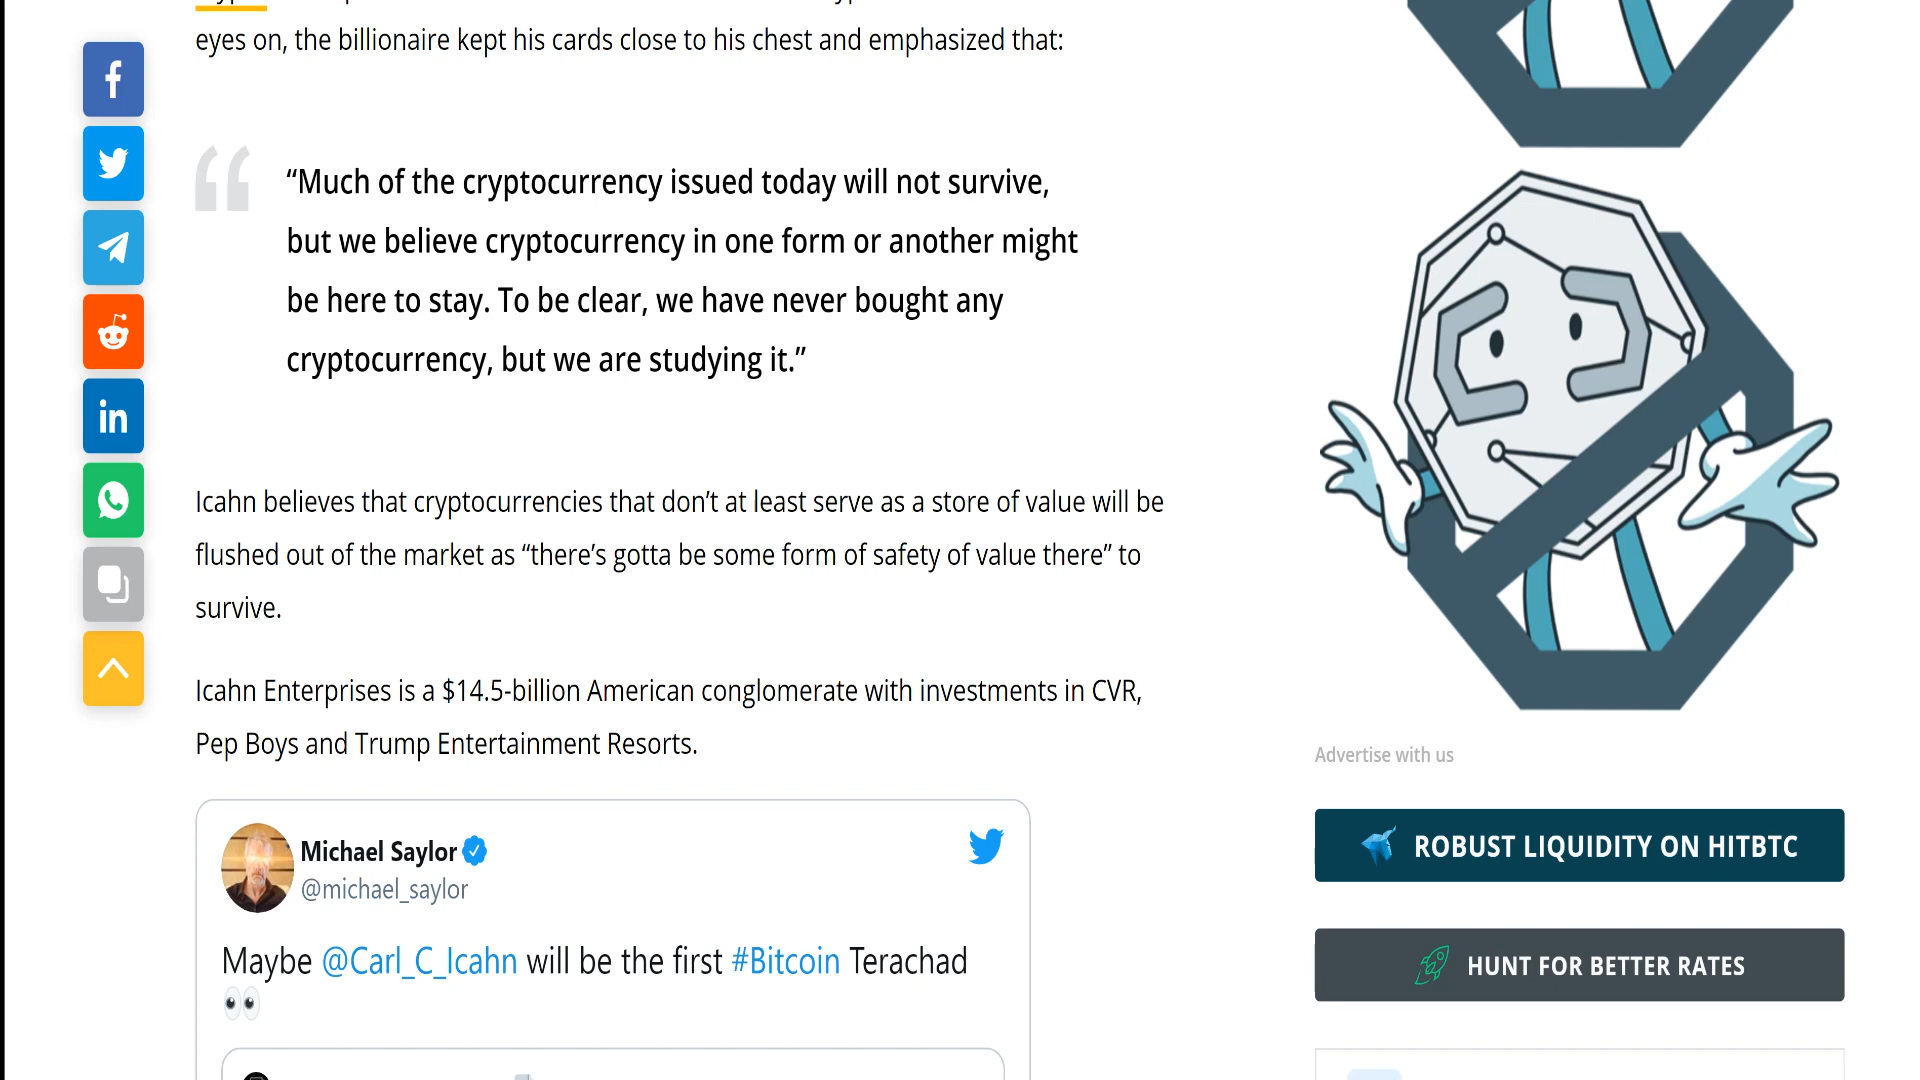 eyes on, the billionaire kept his cards close to his chest and emphasized that:
“Much of the cryptocurrency issued today will not survive,
but we believe cryptocurrency in one form or another might
be here to stay. To be clear, we have never bought any
cryptocurrency, but we are studying it.”
Icahn believes that cryptocurrencies that don’t at least serve as a store of value will be
flushed out of the market as “there’s gotta be some form of safety of value there” to
survive.
Icahn Enterprises is a $14.5-billion American conglomerate with investments in CVR,
Pep Boys and Trump Entertainment Resorts.
Michael Saylor
@michael_saylor
Maybe @Carl_C_Icahn will be the first #Bitcoin Terachad
👀
Advertise with us
ROBUST LIQUIDITY ON HITBTC
HUNT FOR BETTER RATES